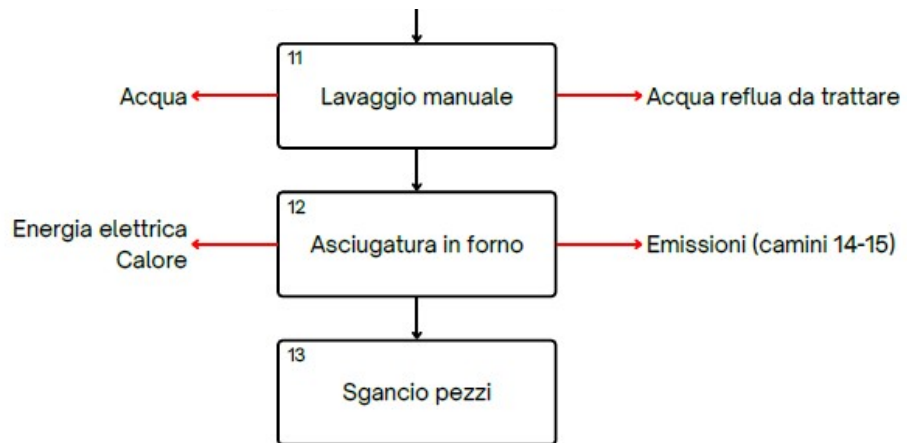 11
Acqua
Lavaggio manuale
Acqua reflua da trattare
12
Energia elettrica
Calore
Asciugatura in forno
Emissioni (camini 14-15)
13
Sgancio pezzi